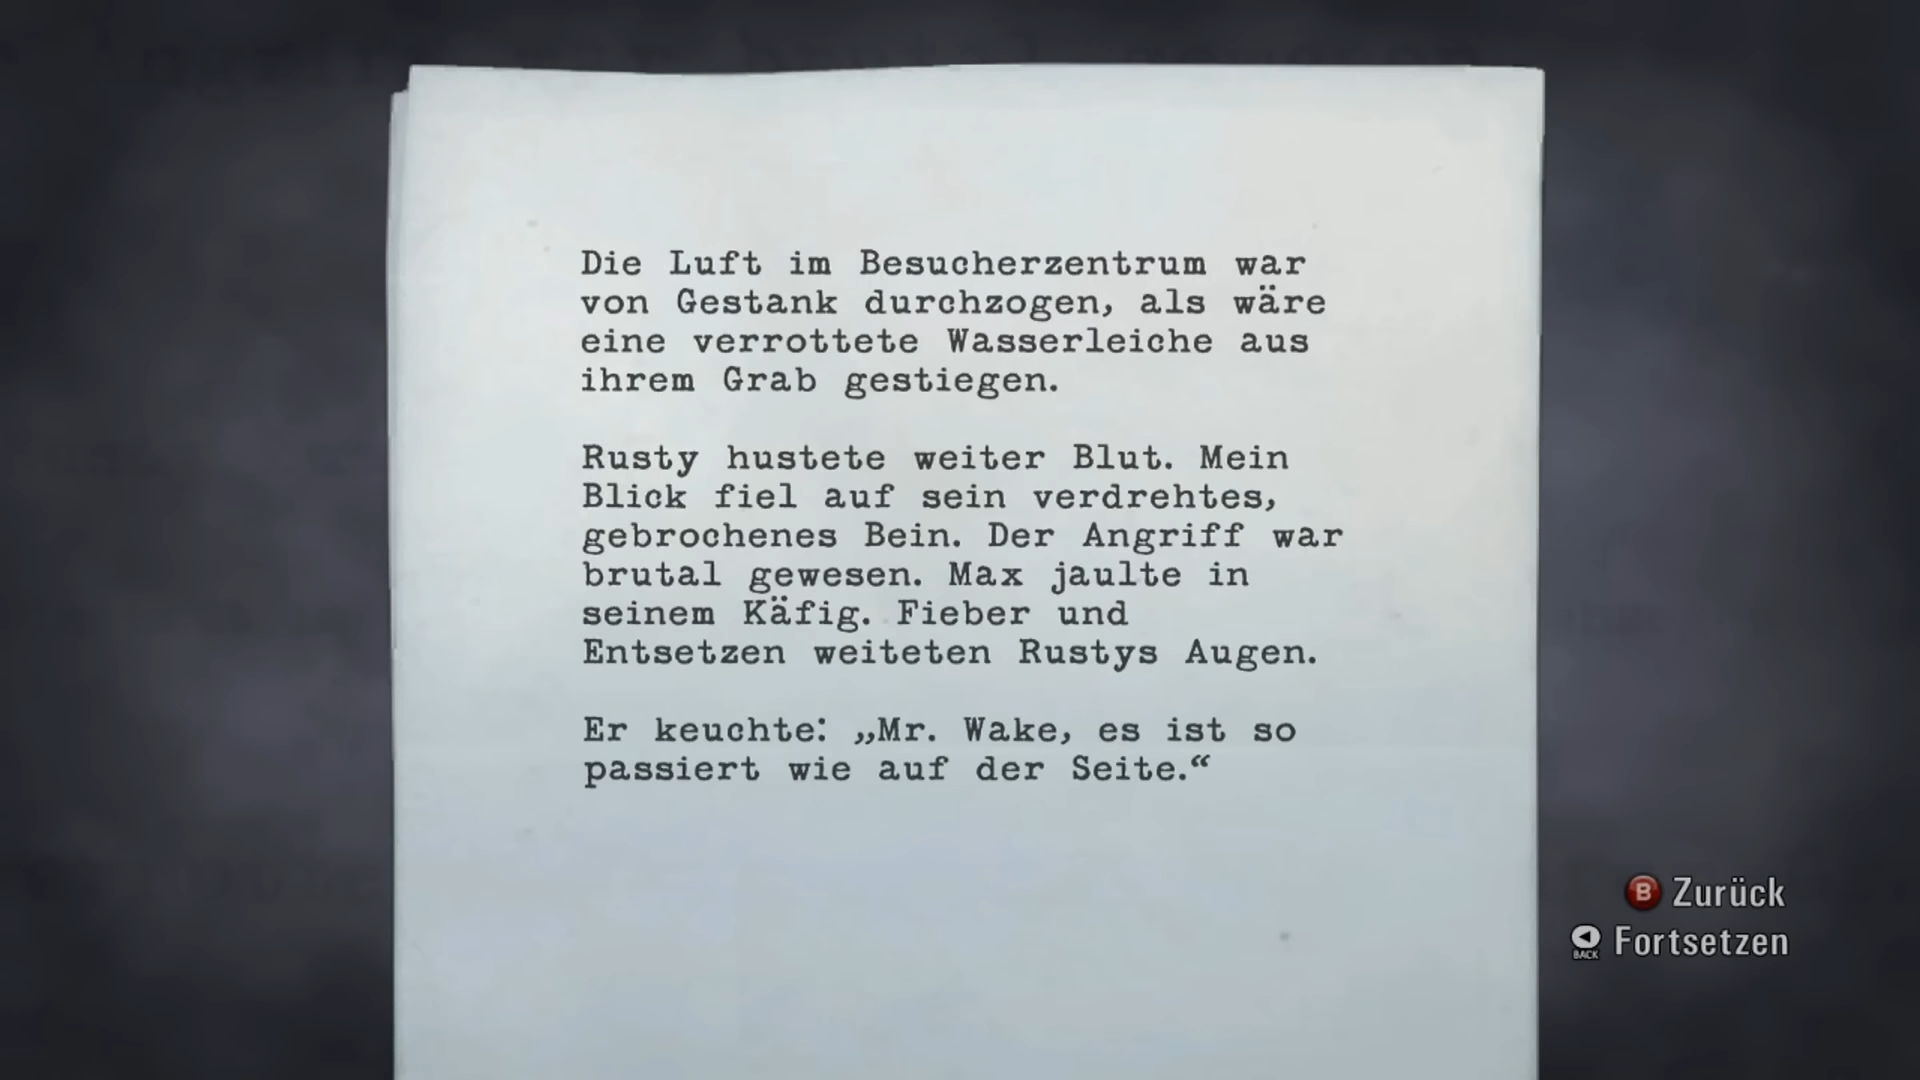 Die Luft im Besucherzentrum war
von Gestank durchzogen, als wäre
eine verrottete Wasserleiche aus
ihrem Grab gestiegen.
Rusty hustete weiter Blut. Mein
Blick fiel auf sein verdrehtes,
gebrochenes Bein. Der Angriff war
brutal gewesen. Max jaulte in
seinem Käfig. Fieber und
Entsetzen weiteten Rustys Augen.
Er keuchte: „Mr. Wake, es ist so
passiert wie auf der Seite.“
B Zurück
BACK Fortsetzen